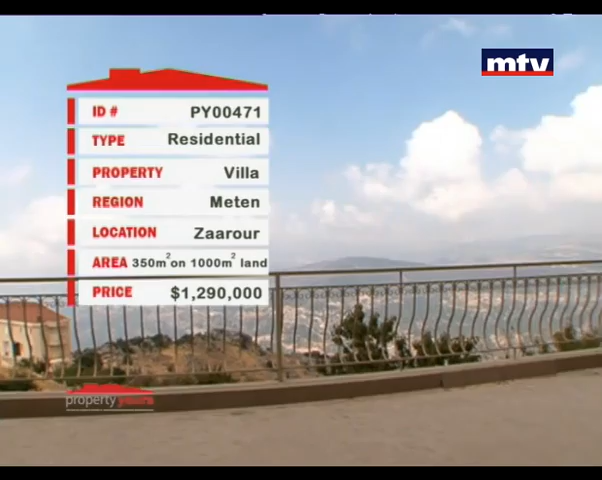 mtv
ID # PY00471
TYPE Residential
PROPERTY Villa
REGION Meten
LOCATION Zaarour
AREA 350m² on 1000m² land
PRICE $1,290,000
propertyyours